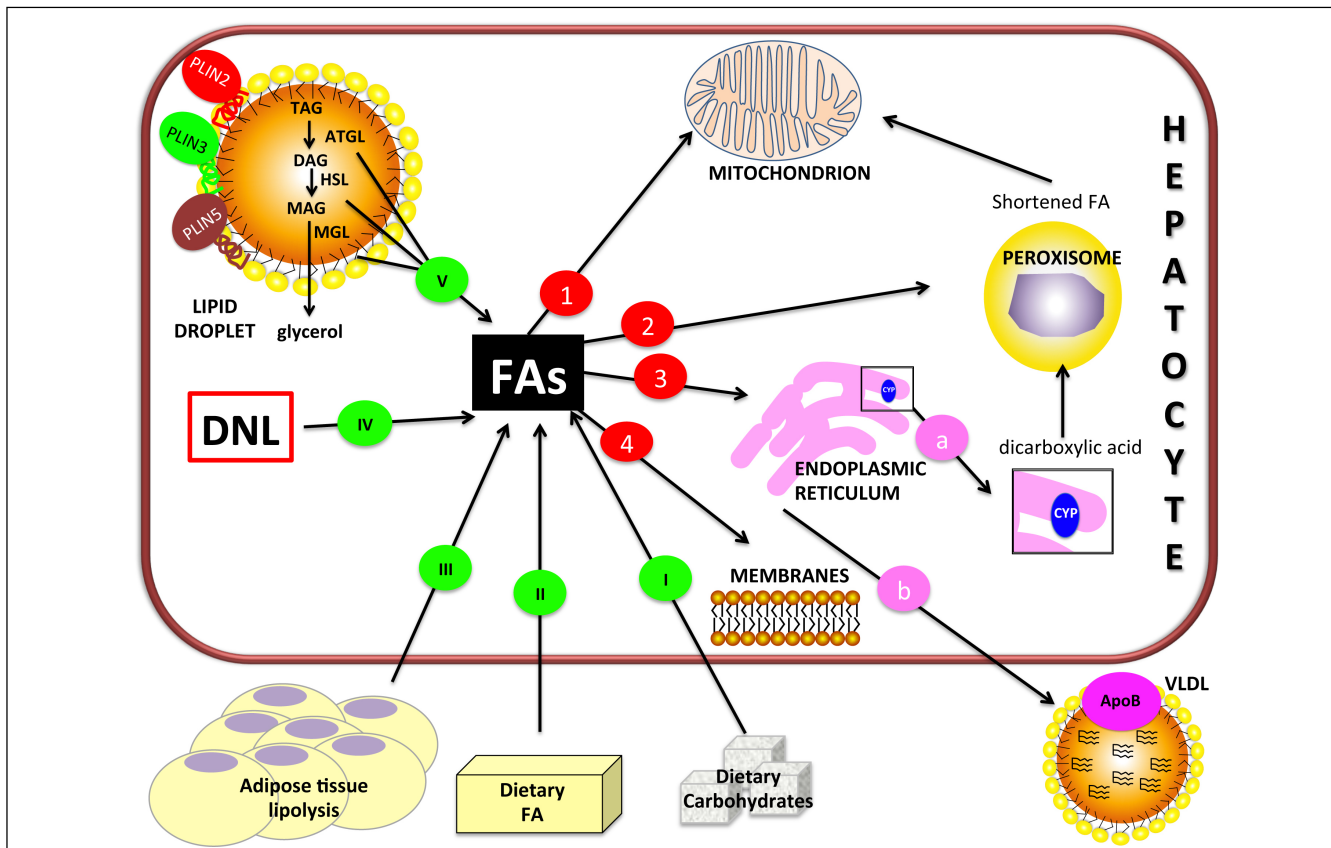 PLIN2
PLIN3
PLIN5
TAG
ATGL
DAG
HSL
MAG
MGL
LIPID
DROPLET
glycerol
V
MITOCHONDRION
Shortened FA
PEROXISOME
HEPATOCYTE
1
2
3
4
FAs
DNL
IV
CYP
a
dicarboxylic acid
CYP
ENDOPLASMIC
RETICULUM
III
II
I
MEMBRANES
b
VLDL
ApoB
Adipose tissue
lipolysis
Dietary
FA
Dietary
Carbohydrates